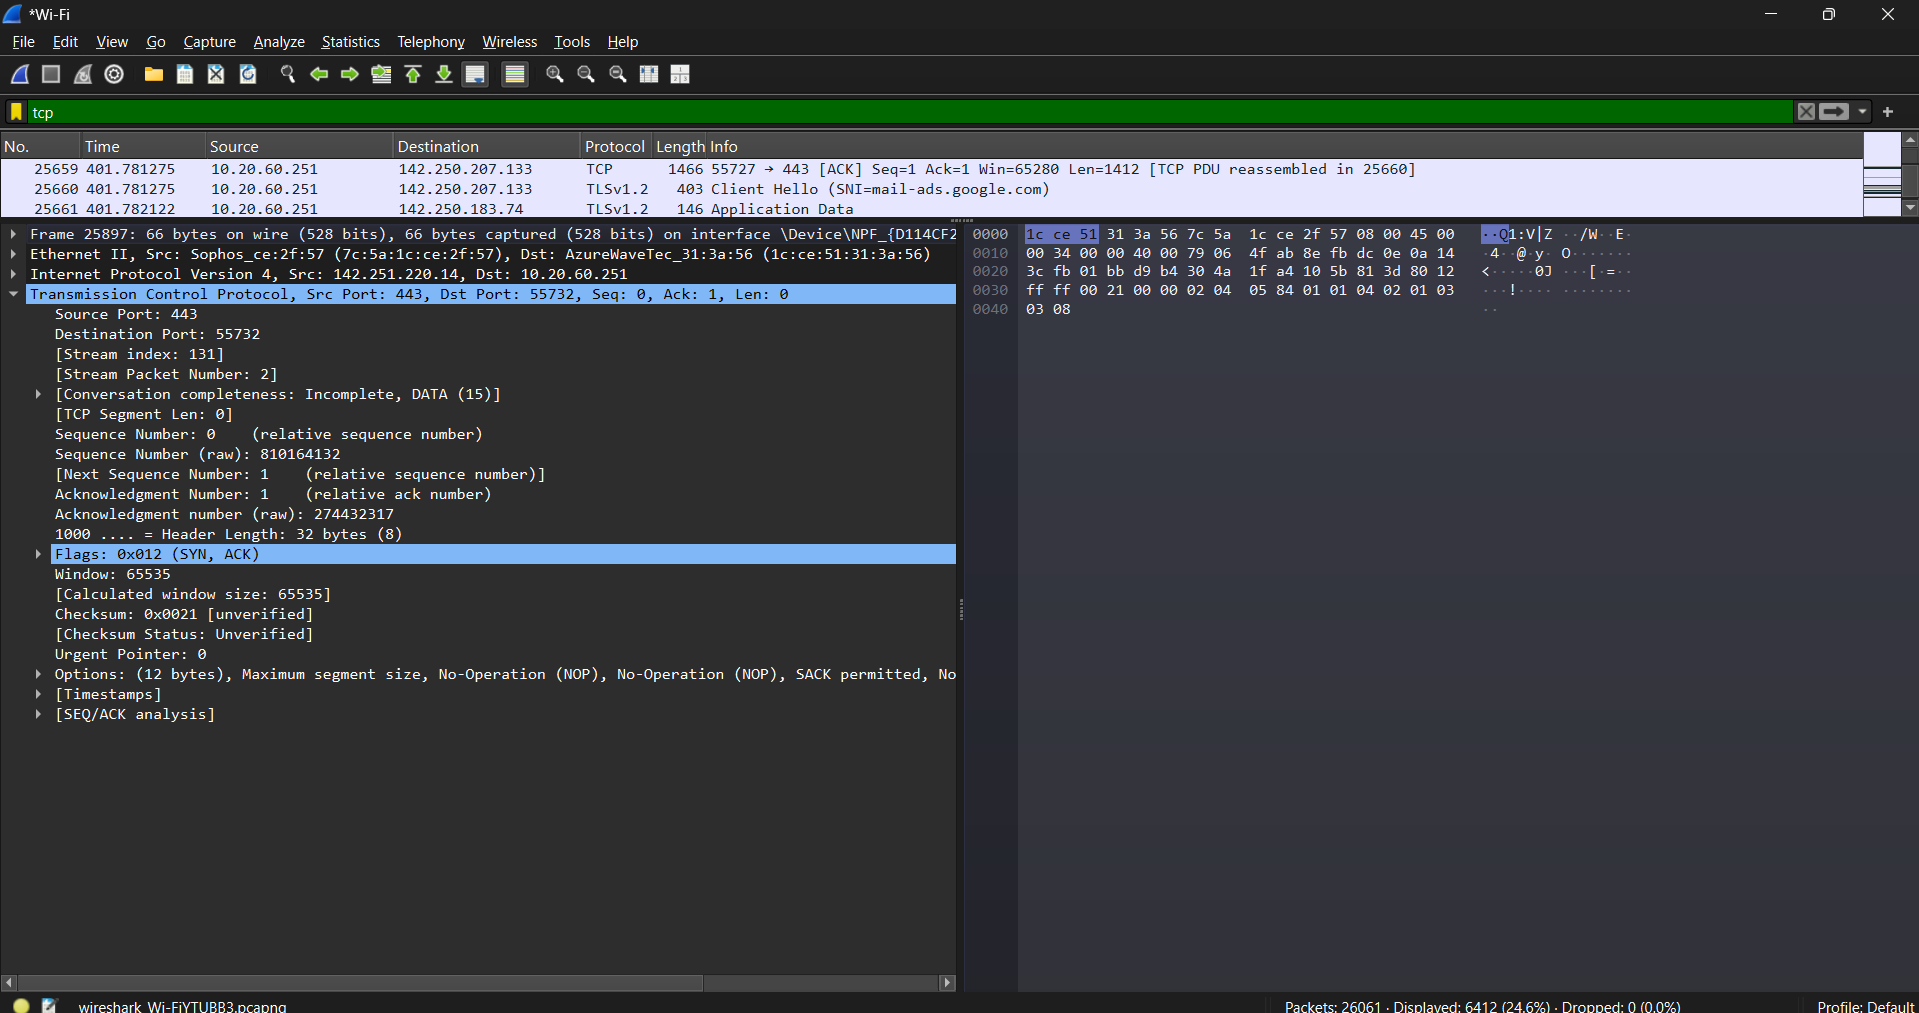 *Wi-Fi
File Edit View Go Capture Analyze Statistics Telephony Wireless Tools Help
tcp
No. Time Source Destination Protocol Length Info
25659 401.781275 10.20.60.251 142.250.207.133 TCP 1466 55727 → 443 [ACK] Seq=1 Ack=1 Win=65280 Len=1412 [TCP PDU reassembled in 25660]
25660 401.781275 10.20.60.251 142.250.207.133 TLSv1.2 403 Client Hello (SNI=mail-ads.google.com)
25661 401.782122 10.20.60.251 142.250.183.74 TLSv1.2 146 Application Data
Frame 25897: 66 bytes on wire (528 bits), 66 bytes captured (528 bits) on interface \Device\NPF_{D114CF2
Ethernet II, Src: Sophos_ce:2f:57 (7c:5a:1c:ce:2f:57), Dst: AzureWaveTec_31:3a:56 (1c:ce:51:31:3a:56)
Internet Protocol Version 4, Src: 142.251.220.14, Dst: 10.20.60.251
Transmission Control Protocol, Src Port: 443, Dst Port: 55732, Seq: 0, Ack: 1, Len: 0
Source Port: 443
Destination Port: 55732
[Stream index: 131]
[Stream Packet Number: 2]
[Conversation completeness: Incomplete, DATA (15)]
[TCP Segment Len: 0]
Sequence Number: 0 (relative sequence number)
Sequence Number (raw): 810164132
[Next Sequence Number: 1 (relative sequence number)]
Acknowledgment Number: 1 (relative ack number)
Acknowledgment number (raw): 274432317
1000 .... = Header Length: 32 bytes (8)
Flags: 0x012 (SYN, ACK)
Window: 65535
[Calculated window size: 65535]
Checksum: 0x0021 [unverified]
[Checksum Status: Unverified]
Urgent Pointer: 0
Options: (12 bytes), Maximum segment size, No-Operation (NOP), No-Operation (NOP), SACK permitted, No
[Timestamps]
[SEQ/ACK analysis]
0000 1c ce 51 31 3a 56 7c 5a 1c ce 2f 57 08 00 45 00 ··Q1:V|Z ··/W··E·
0010 00 34 00 00 40 00 79 06 4f ab 8e fb dc 0e 0a 14 ·4··@·y· O·······
0020 3c fb 01 bb d9 b4 30 4a 1f a4 10 5b 81 3d 80 12 <·····0J ···[·=··
0030 ff ff 00 21 00 00 02 04 05 84 01 01 04 02 01 03 ···!···· ········
0040 03 08 ··
wireshark_Wi-FiYTUBB3.pcapng
Packets: 26061 · Displayed: 6412 (24.6%) · Dropped: 0 (0.0%)
Profile: Default